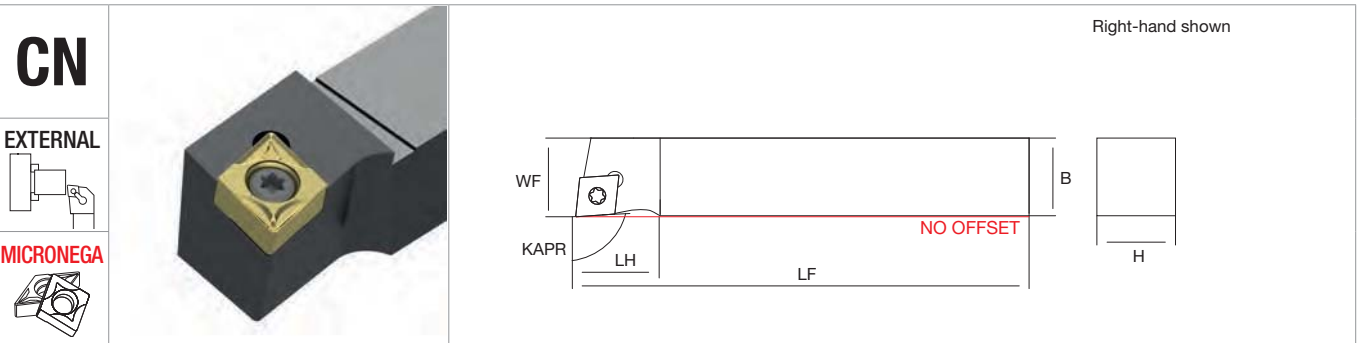 CN
EXTERNAL
MICRONEGA
Right-hand shown
WF
B
NO OFFSET
KAPR
LH
LF
H